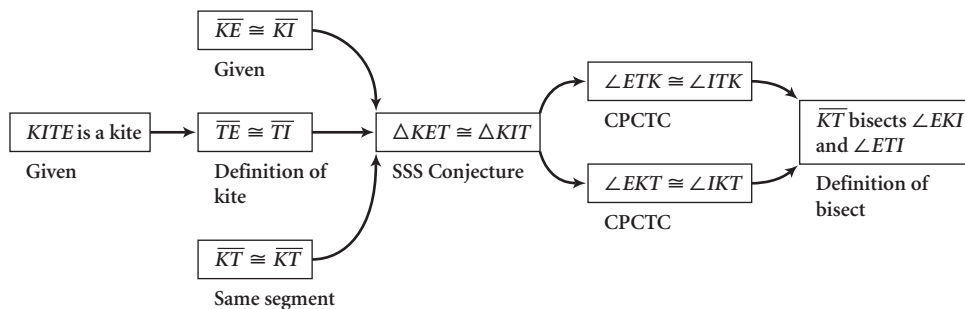 KE ≅ KI
Given
KITE is a kite
Given
TE ≅ TI
Definition of
kite
KT ≅ KT
Same segment
△KET ≅ △KIT
SSS Conjecture
∠ETK ≅ ∠ITK
CPCTC
∠EKT ≅ ∠IKT
CPCTC
KT bisects ∠EKI
and ∠ETI
Definition of
bisect